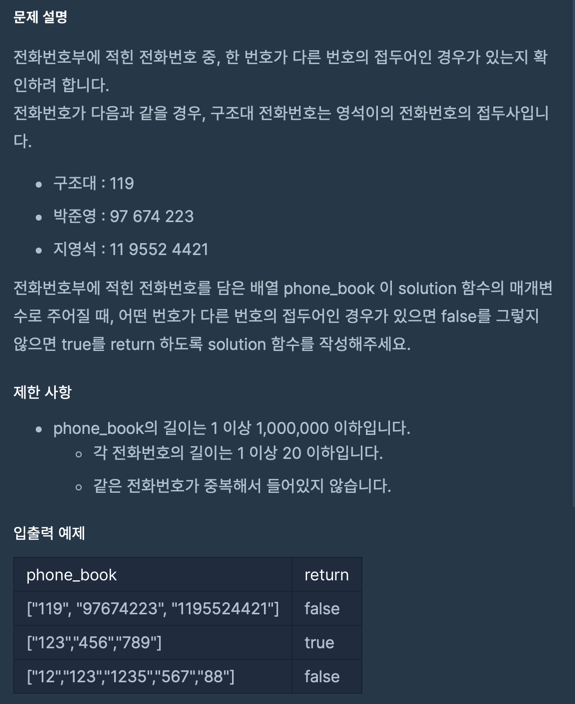 문제 설명
전화번호부에 적힌 전화번호 중, 한 번호가 다른 번호의 접두어인 경우가 있는지 확
인하려 합니다.
전화번호가 다음과 같을 경우, 구조대 전화번호는 영석이의 전화번호의 접두사입니
다.
• 구조대 : 119
• 박준영 : 97 674 223
• 지영석 : 11 9552 4421
전화번호부에 적힌 전화번호를 담은 배열 phone_book 이 solution 함수의 매개변
수로 주어질 때, 어떤 번호가 다른 번호의 접두어인 경우가 있으면 false를 그렇지
않으면 true를 return 하도록 solution 함수를 작성해주세요.
제한 사항
• phone_book의 길이는 1 이상 1,000,000 이하입니다.
◦ 각 전화번호의 길이는 1 이상 20 이하입니다.
◦ 같은 전화번호가 중복해서 들어있지 않습니다.
입출력 예제
phone_book return
["119", "97674223", "1195524421"] false
["123","456","789"] true
["12","123","1235","567","88"] false